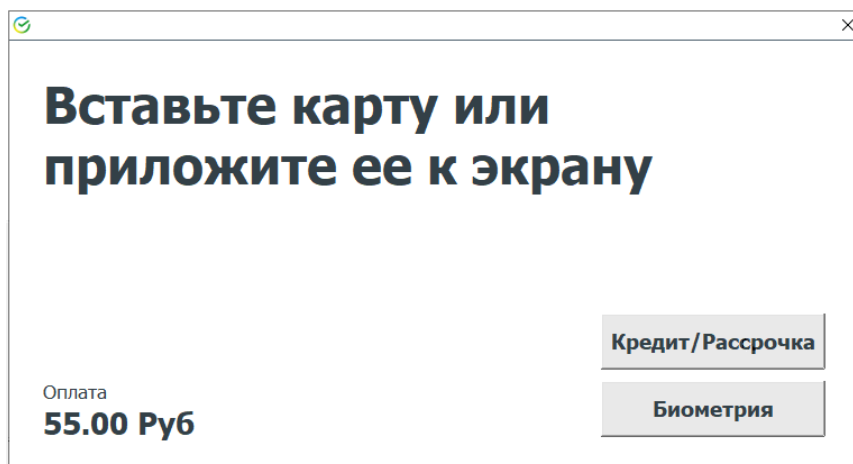 Вставьте карту или
приложите ее к экрану
Кредит/Рассрочка
Оплата
55.00 Руб
Биометрия